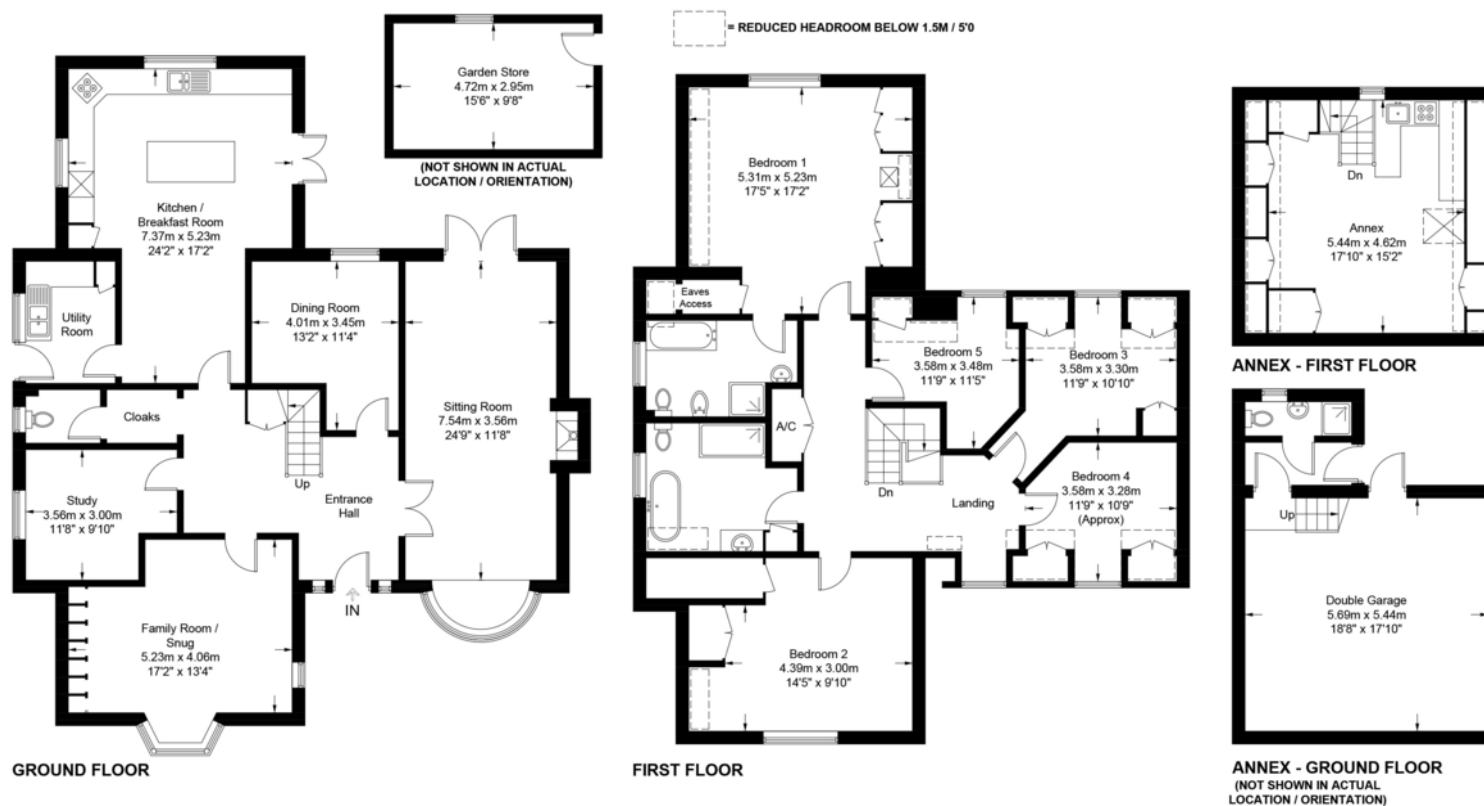 Garden Store
4.72m x 2.95m
15'6" x 9'8"
(NOT SHOWN IN ACTUAL
LOCATION / ORIENTATION)
Kitchen /
Breakfast Room
7.37m x 5.23m
24'2" x 17'2"
Utility
Room
Dining Room
4.01m x 3.45m
13'2" x 11'4"
Sitting Room
7.54m x 3.56m
24'9" x 11'8"
Cloaks
Up
Study
3.56m x 3.00m
11'8" x 9'10"
Entrance
Hall
IN
Family Room /
Snug
5.23m x 4.06m
17'2" x 13'4"
GROUND FLOOR
= REDUCED HEADROOM BELOW 1.5M / 5'0
Bedroom 1
5.31m x 5.23m
17'5" x 17'2"
Eaves
Access
Bedroom 5
3.58m x 3.48m
11'9" x 11'5"
Bedroom 3
3.58m x 3.30m
11'9" x 10'10"
A/C
Dn
Landing
Bedroom 4
3.58m x 3.28m
11'9" x 10'9"
(Approx)
Bedroom 2
4.39m x 3.00m
14'5" x 9'10"
FIRST FLOOR
Dn
Annex
5.44m x 4.62m
17'10" x 15'2"
ANNEX - FIRST FLOOR
Up
Double Garage
5.69m x 5.44m
18'8" x 17'10"
ANNEX - GROUND FLOOR
(NOT SHOWN IN ACTUAL
LOCATION / ORIENTATION)